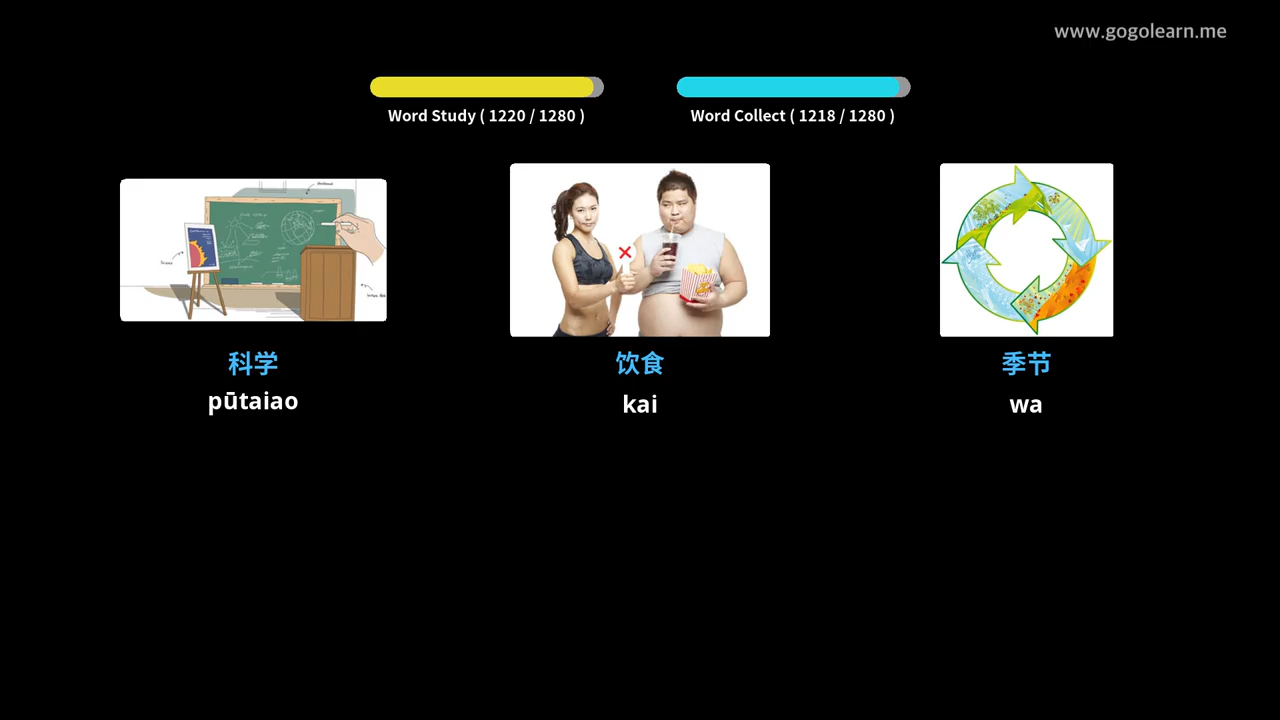 www.gogolearn.me
Word Study ( 1220 / 1280 )
Word Collect ( 1218 / 1280 )
科学
饮食
季节
pūtaiao
kai
wa